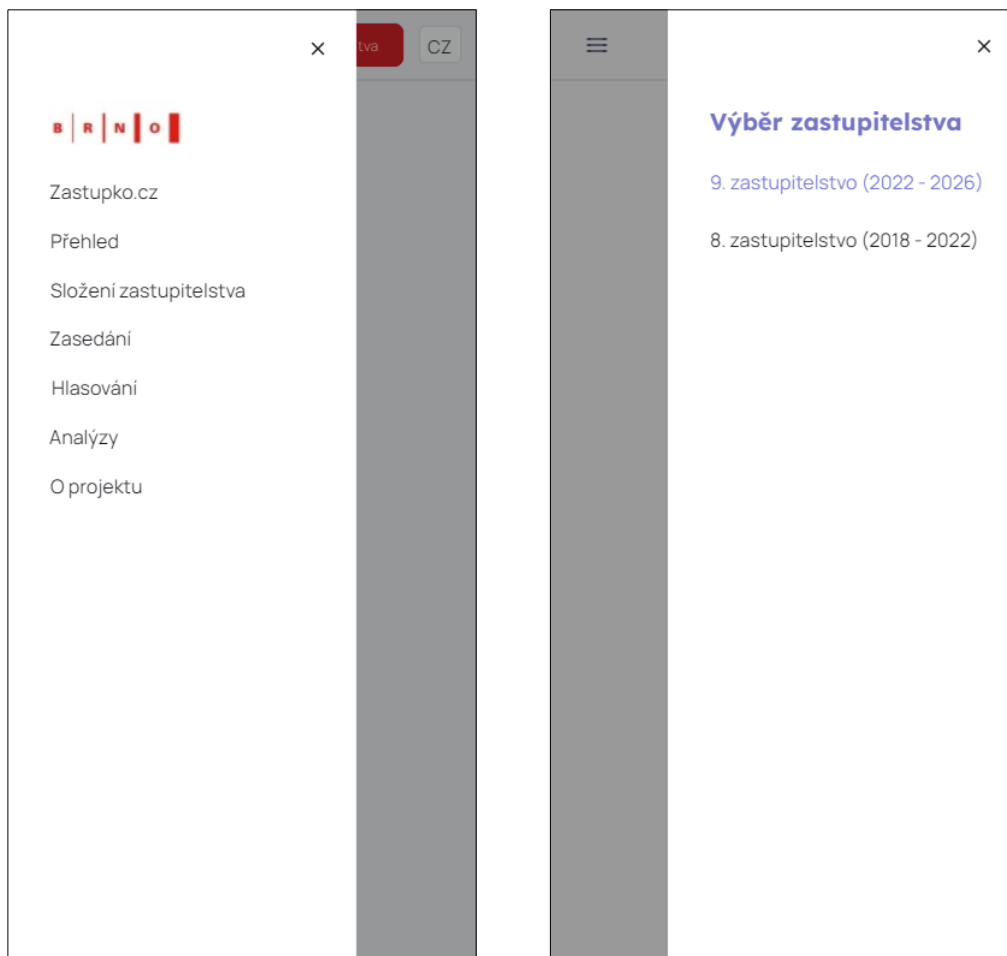 tva
CZ
B R N O
Zastupko.cz
Přehled
Složení zastupitelstva
Zasedání
Hlasování
Analýzy
O projektu
Výběr zastupitelstva
9. zastupitelstvo (2022 - 2026)
8. zastupitelstvo (2018 - 2022)